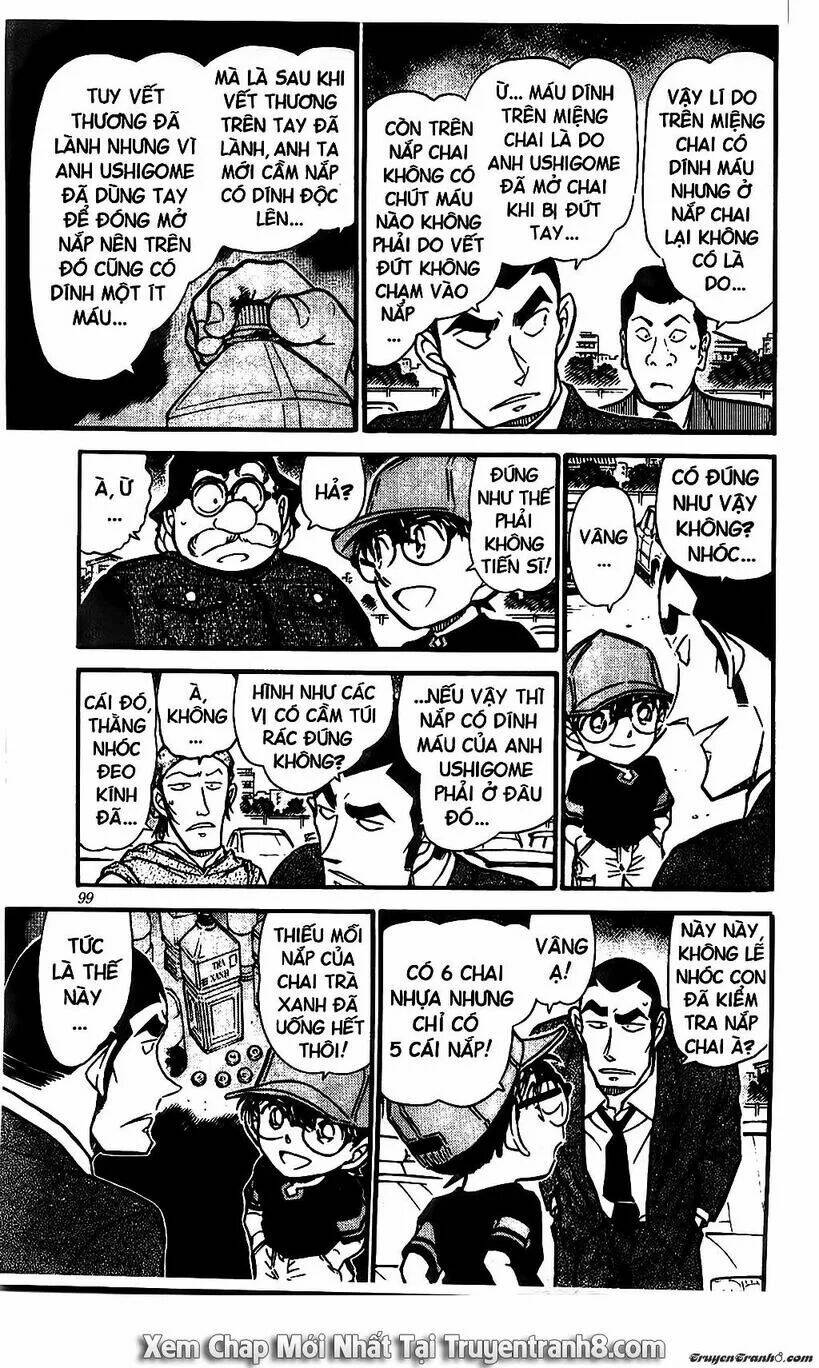 VẬY LÍ DO
TRÊN MIỆNG
CHAI CÓ
DÍNH MÁU
NHƯNG Ở
NẮP CHAI
LẠI KHÔNG
CÓ LÀ
DO...
Ừ... MÁU DÍNH
TRÊN MIỆNG
CHAI LÀ DO
ANH USHIGOME
ĐÃ MỞ CHAI
KHI BỊ ĐỨT
TAY...
CÒN TRÊN
NẮP CHAI
KHÔNG CÓ
CHÚT MÁU
NÀO KHÔNG
PHẢI DO VẾT
ĐỨT KHÔNG
CHẠM VÀO
NẮP
...
MÀ LÀ SAU KHI
VẾT THƯƠNG
TRÊN TAY ĐÃ
LÀNH, ANH TA
MỚI CẦM NẮP
CÓ DÍNH ĐỘC
LÊN...
TUY VẾT
THƯƠNG ĐÃ
LÀNH NHƯNG VÌ
ANH USHIGOME
ĐÃ DÙNG TAY
ĐỂ ĐÓNG MỞ
NẮP NÊN TRÊN
ĐÓ CŨNG CÓ
DÍNH MỘT ÍT
MÁU...
CÓ ĐÚNG
NHƯ VẬY
KHÔNG?
NHÓC...
VÂNG
...
ĐÚNG
NHƯ THẾ
PHẢI
KHÔNG
TIẾN SĨ!
HẢ?
À, Ừ
...
...NẾU VẬY THÌ
NẮP CÓ DÍNH
MÁU CỦA ANH
USHIGOME
PHẢI Ở ĐÂU
ĐÓ...
HÌNH NHƯ CÁC
VỊ CÓ CẦM TÚI
RÁC ĐÚNG
KHÔNG?
À,
KHÔNG
...
CÁI ĐÓ,
THẰNG
NHÓC
ĐEO
KÍNH
ĐÃ...
99
NÀY NÀY,
KHÔNG LẼ
NHÓC CON
ĐÃ KIỂM
TRA NẮP
CHAI À?
VÂNG
Ạ!
CÓ 6 CHAI
NHỰA NHƯNG
CHỈ CÓ
5 CÁI NẮP!
THIẾU MỖI
NẮP CỦA
CHAI TRÀ
XANH ĐÃ
UỐNG HẾT
THÔI!
TRÀ
XANH
TỨC
LÀ THẾ
NÀY
...
Xem Chap Mới Nhất Tại Truyentranh8.com
TruyenTranh8.com